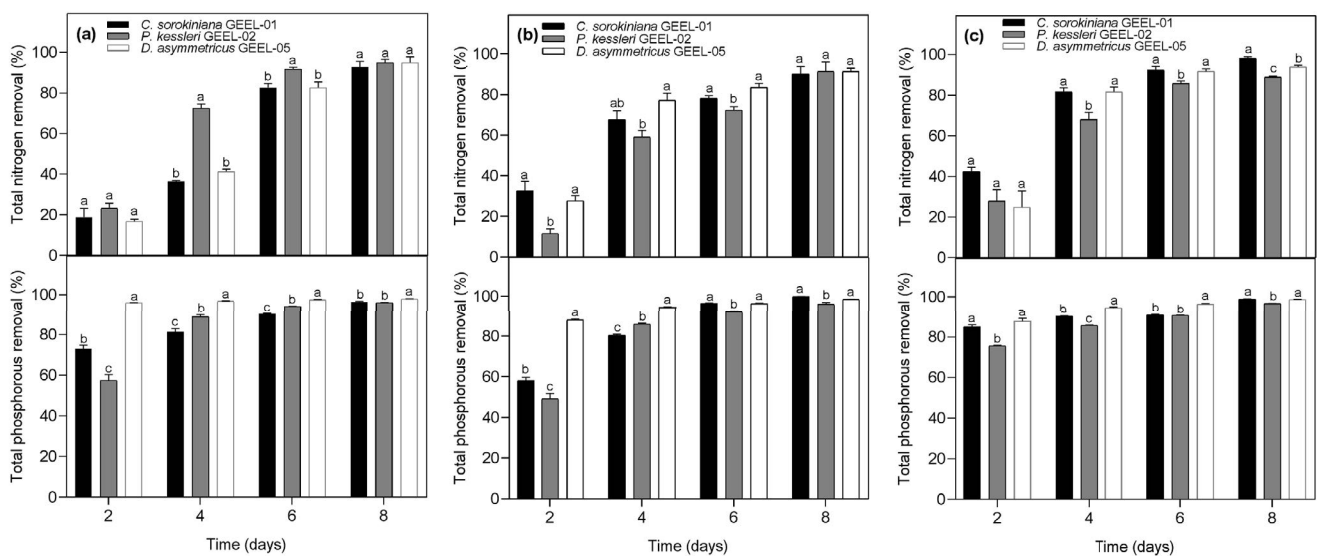 (a)
C. sorokiniana GEEL-01
P. kessleri GEEL-02
D. asymmetricus GEEL-05
Total nitrogen removal (%)
100
80
60
40
20
0
a a a
b a b
b a b
a a a
Total phosphorous removal (%)
100
80
60
40
20
0
b c a
c b a
c b a
b b a
2 4 6 8
Time (days)
(b)
C. sorokiniana GEEL-01
P. kessleri GEEL-02
D. asymmetricus GEEL-05
Total nitrogen removal (%)
100
80
60
40
20
0
a b a
ab b a
a b a
a a a
Total phosphorous removal (%)
100
80
60
40
20
0
b c a
c b a
a b a
a b a
2 4 6 8
Time (days)
(c)
C. sorokiniana GEEL-01
P. kessleri GEEL-02
D. asymmetricus GEEL-05
Total nitrogen removal (%)
100
80
60
40
20
0
a a a
a b a
a b a
a c b
Total phosphorous removal (%)
100
80
60
40
20
0
a b a
b c a
b b a
a b a
2 4 6 8
Time (days)